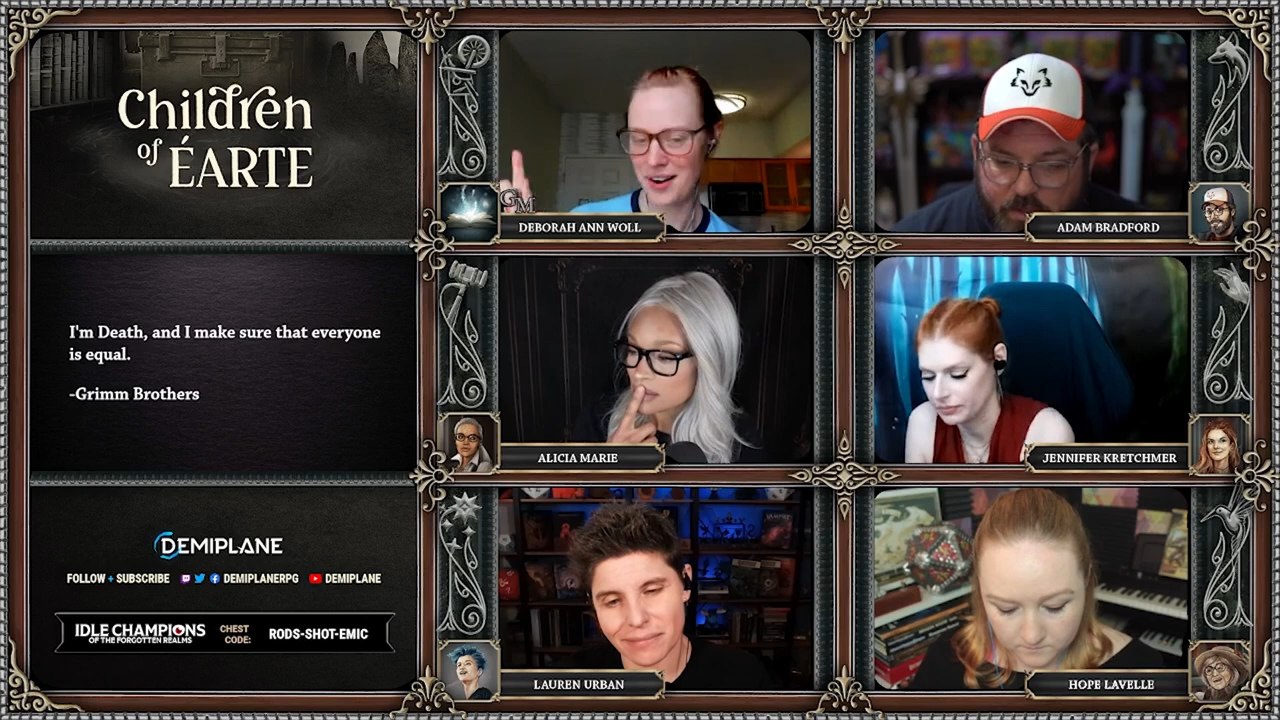 Children
of ÉARTE
I'm Death, and I make sure that everyone
is equal.
-Grimm Brothers
DEMIPLANE
FOLLOW + SUBSCRIBE DEMIPLANERPG DEMIPLANE
IDLE CHAMPIONS
OF THE FORGOTTEN REALMS
CHEST
CODE:
RODS-SHOT-EMIC
GM
DEBORAH ANN WOLL
ADAM BRADFORD
ALICIA MARIE
JENNIFER KRETCHMER
LAUREN URBAN
HOPE LAVELLE